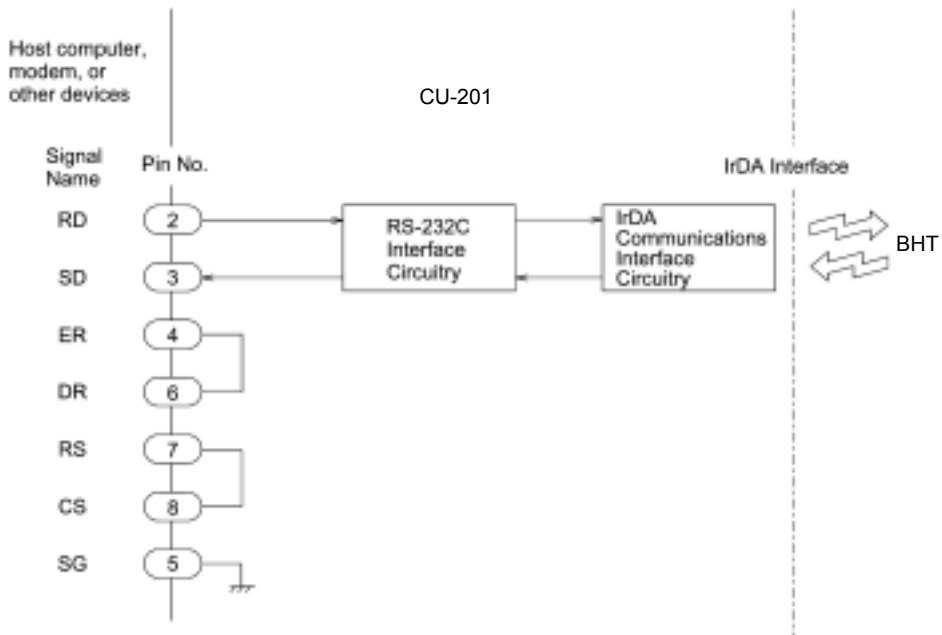 Host computer,
modem, or
other devices
CU-201
Signal
Name
Pin No.
IrDA Interface
RD
2
RS-232C
Interface
Circuitry
IrDA
Communications
Interface
Circuitry
BHT
SD
3
ER
4
DR
6
RS
7
CS
8
SG
5